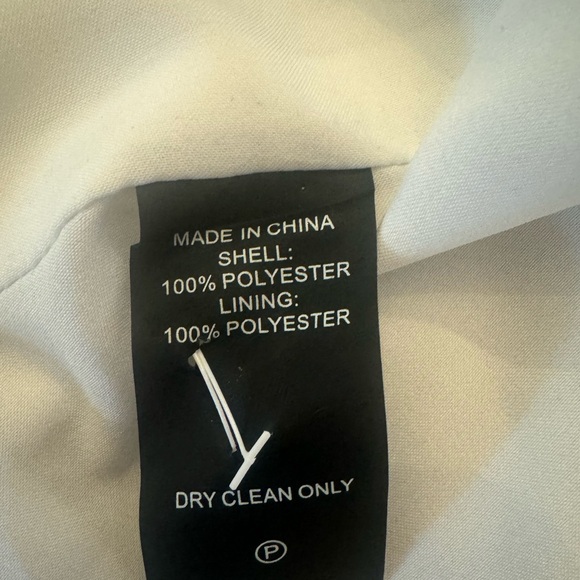 MADE IN CHINA
SHELL:
100% POLYESTER
LINING:
100% POLYESTER
DRY CLEAN ONLY
P